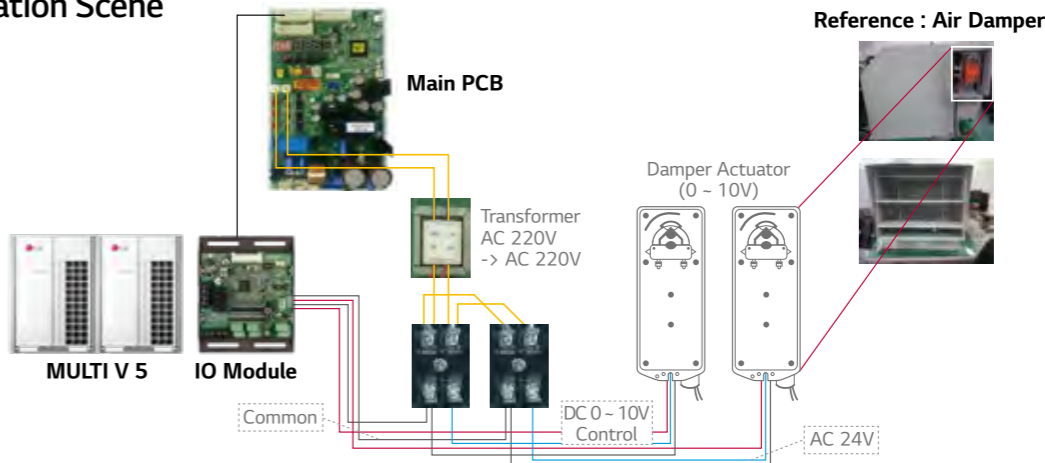 ation Scene
Reference : Air Damper
Main PCB
Damper Actuator
(0 ~ 10V)
Transformer
AC 220V
-> AC 220V
MULTI V 5
IO Module
Common
DC 0 ~ 10V
Control
AC 24V